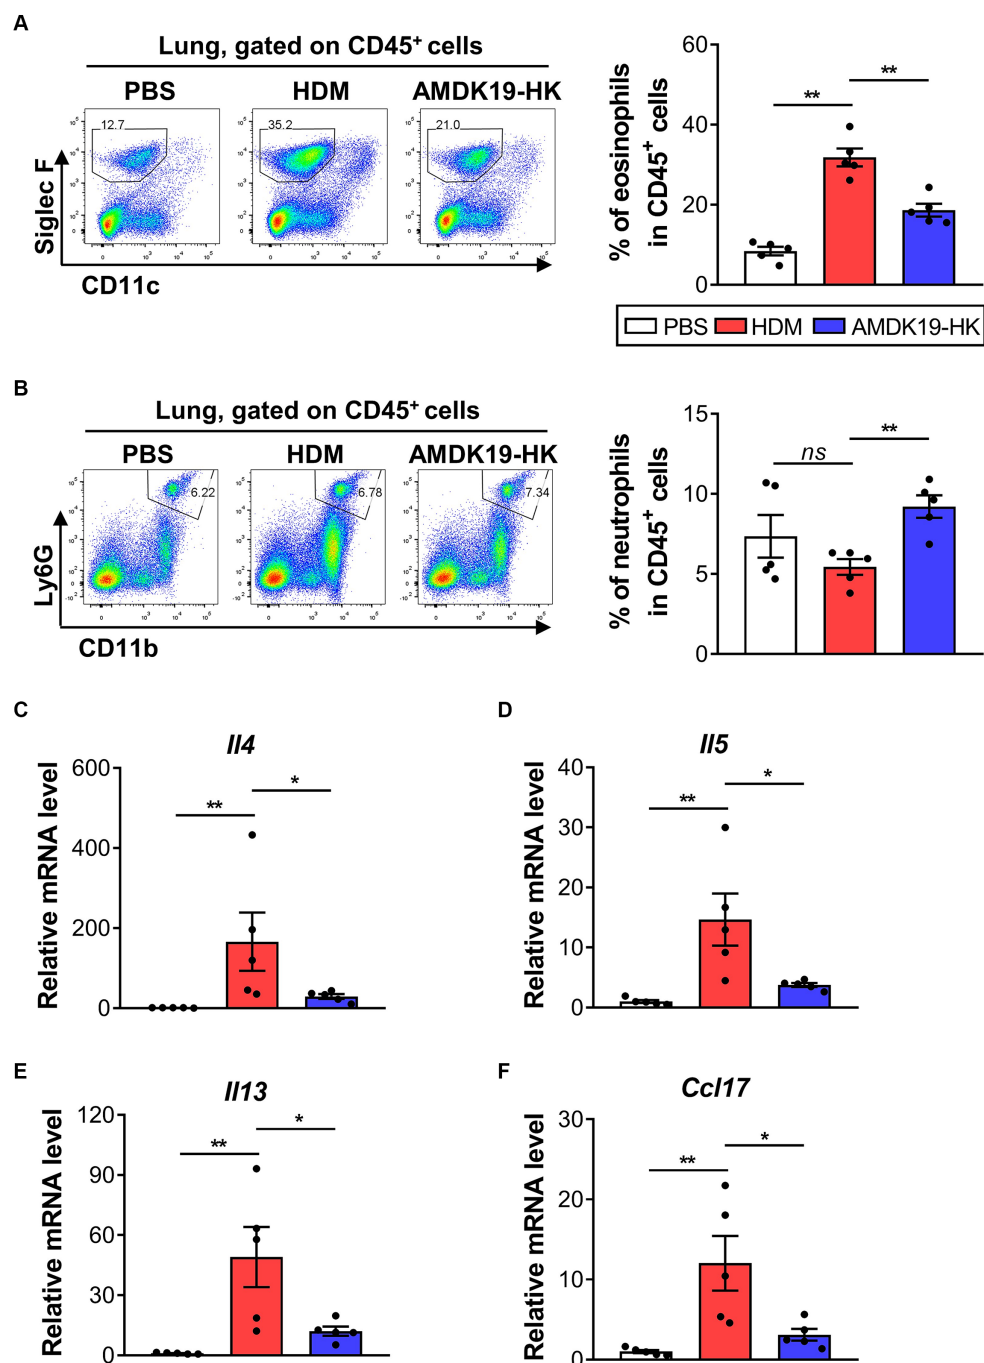 A
Lung, gated on CD45+ cells
PBS HDM AMDK19-HK
12.7 35.2 21.0
Siglec F
CD11c
% of eosinophils in CD45+ cells
60
40
20
0
** **
PBS HDM AMDK19-HK
B
Lung, gated on CD45+ cells
PBS HDM AMDK19-HK
6.22 6.78 7.34
Ly6G
CD11b
% of neutrophils in CD45+ cells
15
10
5
0
ns **
C
Il4
Relative mRNA level
600
400
200
0
** *
D
Il5
Relative mRNA level
40
30
20
10
0
** *
E
Il13
Relative mRNA level
120
90
60
30
0
** *
F
Ccl17
Relative mRNA level
30
20
10
0
** *